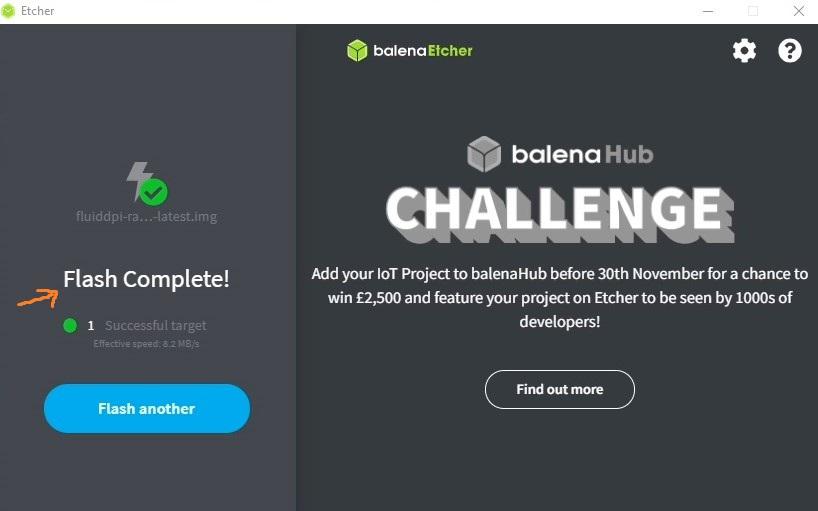 Etcher
balenaEtcher
fluiddpi-ra...-latest.img
Flash Complete!
1 Successful target
Effective speed: 8.2 MB/s
Flash another
balenaHub
CHALLENGE
Add your IoT Project to balenaHub before 30th November for a chance to
win £2,500 and feature your project on Etcher to be seen by 1000s of
developers!
Find out more